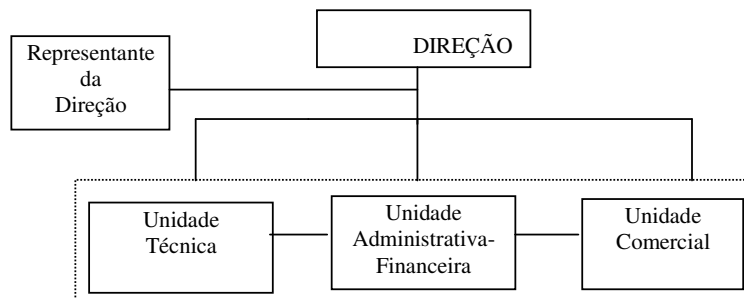 DIREÇÃO
Representante
da
Direção
Unidade
Técnica
Unidade
Administrativa-
Financeira
Unidade
Comercial